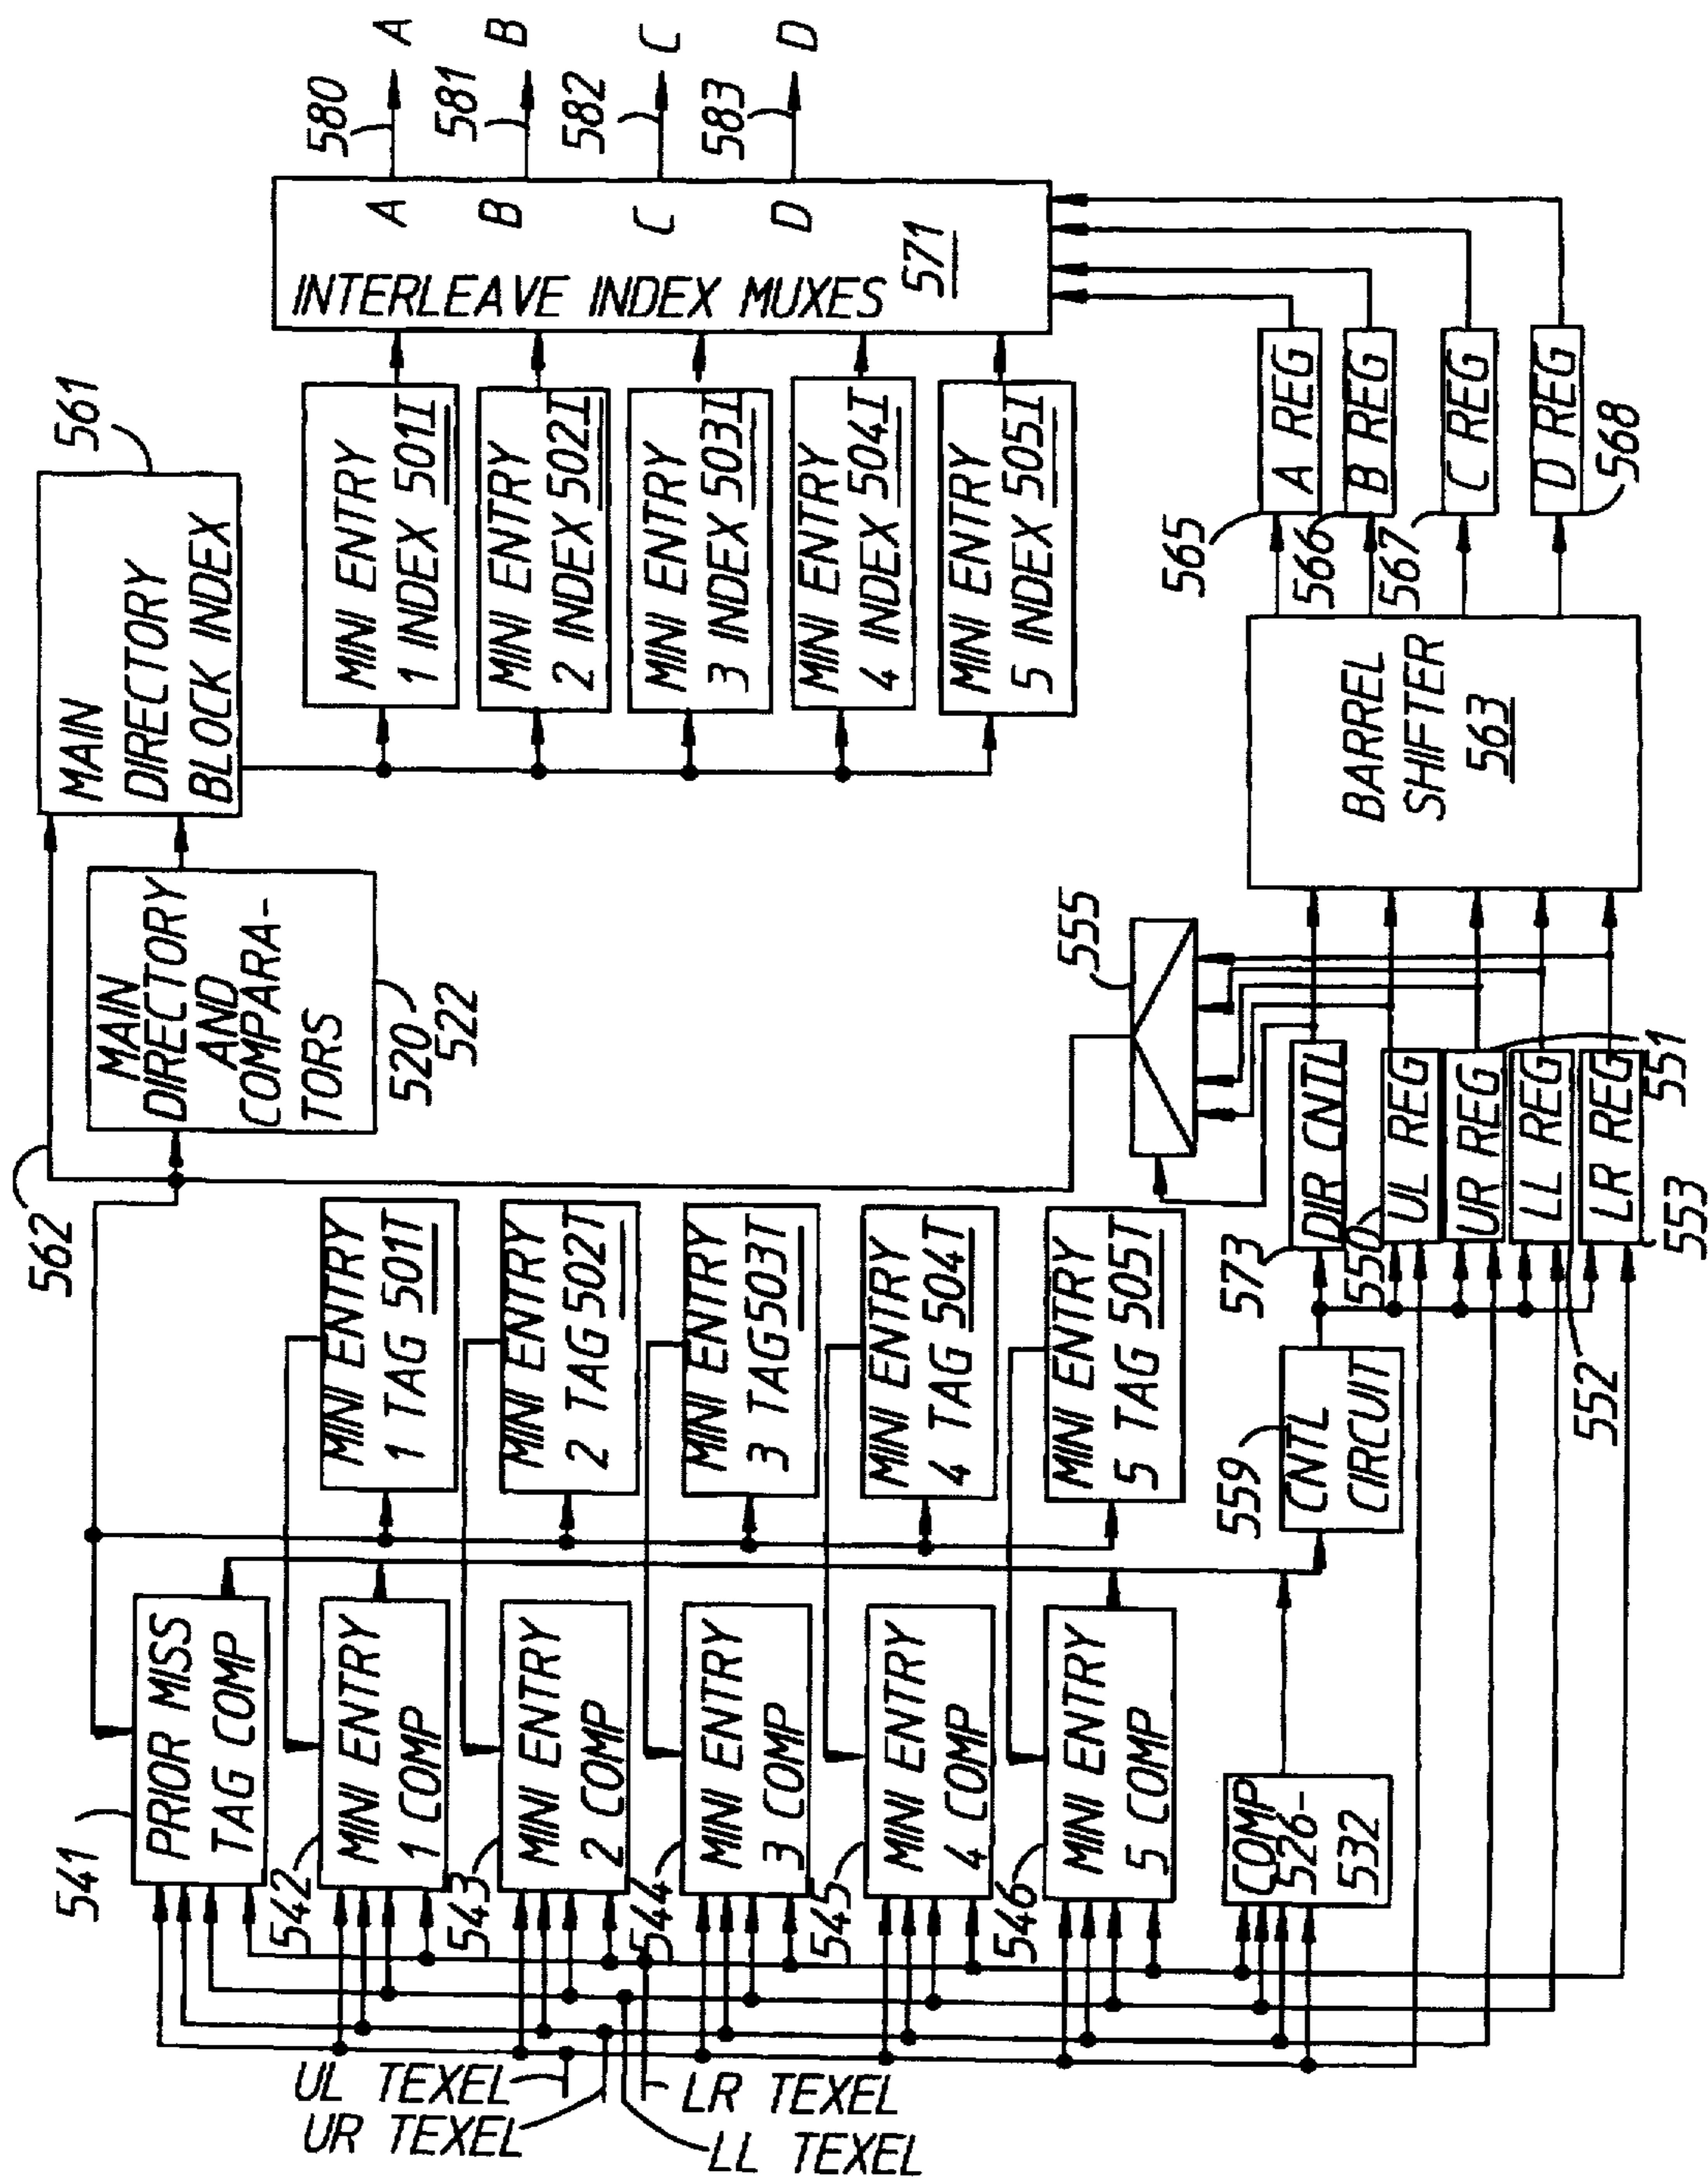 562
MAIN
DIRECTORY
BLOCK INDEX
561
MAIN
DIRECTORY
AND
COMPARA-
TORS
520
522
541
PRIOR MISS
TAG COMP
542
MINI ENTRY
1 COMP
543
MINI ENTRY
2 COMP
544
MINI ENTRY
3 COMP
545
MINI ENTRY
4 COMP
546
MINI ENTRY
5 COMP
COMP
526-
532
MINI ENTRY
1 TAG 501T
MINI ENTRY
2 TAG 502T
MINI ENTRY
3 TAG 503T
MINI ENTRY
4 TAG 504T
MINI ENTRY
5 TAG 505T
MINI ENTRY
1 INDEX 501I
MINI ENTRY
2 INDEX 502I
MINI ENTRY
3 INDEX 503I
MINI ENTRY
4 INDEX 504I
MINI ENTRY
5 INDEX 505I
INTERLEAVE INDEX MUXES
571
A
B
C
D
580
A
581
B
582
C
583
D
555
559
CNTL
CIRCUIT
573
DIR CNTL
550
UL REG
UR REG
551
LL REG
552
LR REG
551
553
BARREL
SHIFTER
563
565
A REG
566
B REG
567
C REG
D REG
568
UL TEXEL
UR TEXEL
LR TEXEL
LL TEXEL